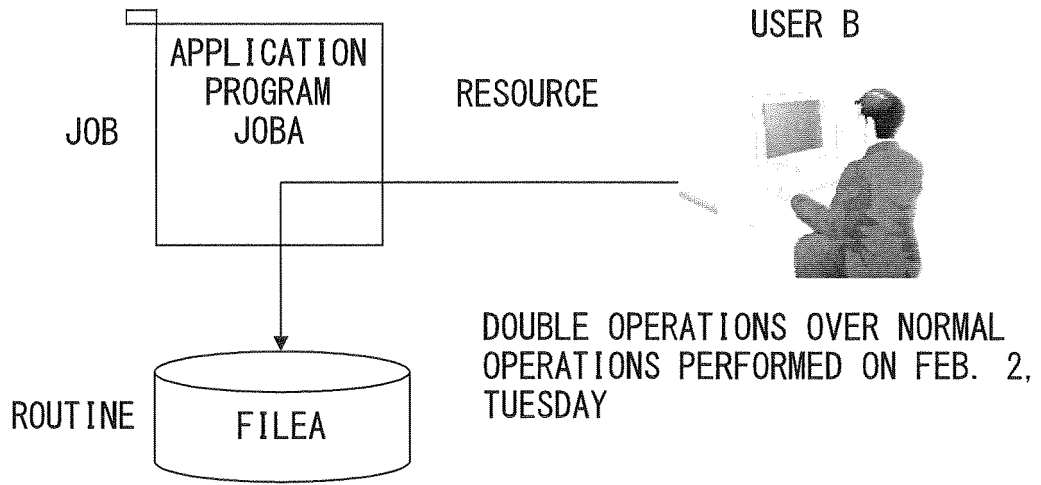 USER B
APPLICATION
PROGRAM
JOBA
RESOURCE
JOB
DOUBLE OPERATIONS OVER NORMAL
OPERATIONS PERFORMED ON FEB. 2,
TUESDAY
ROUTINE
FILEA